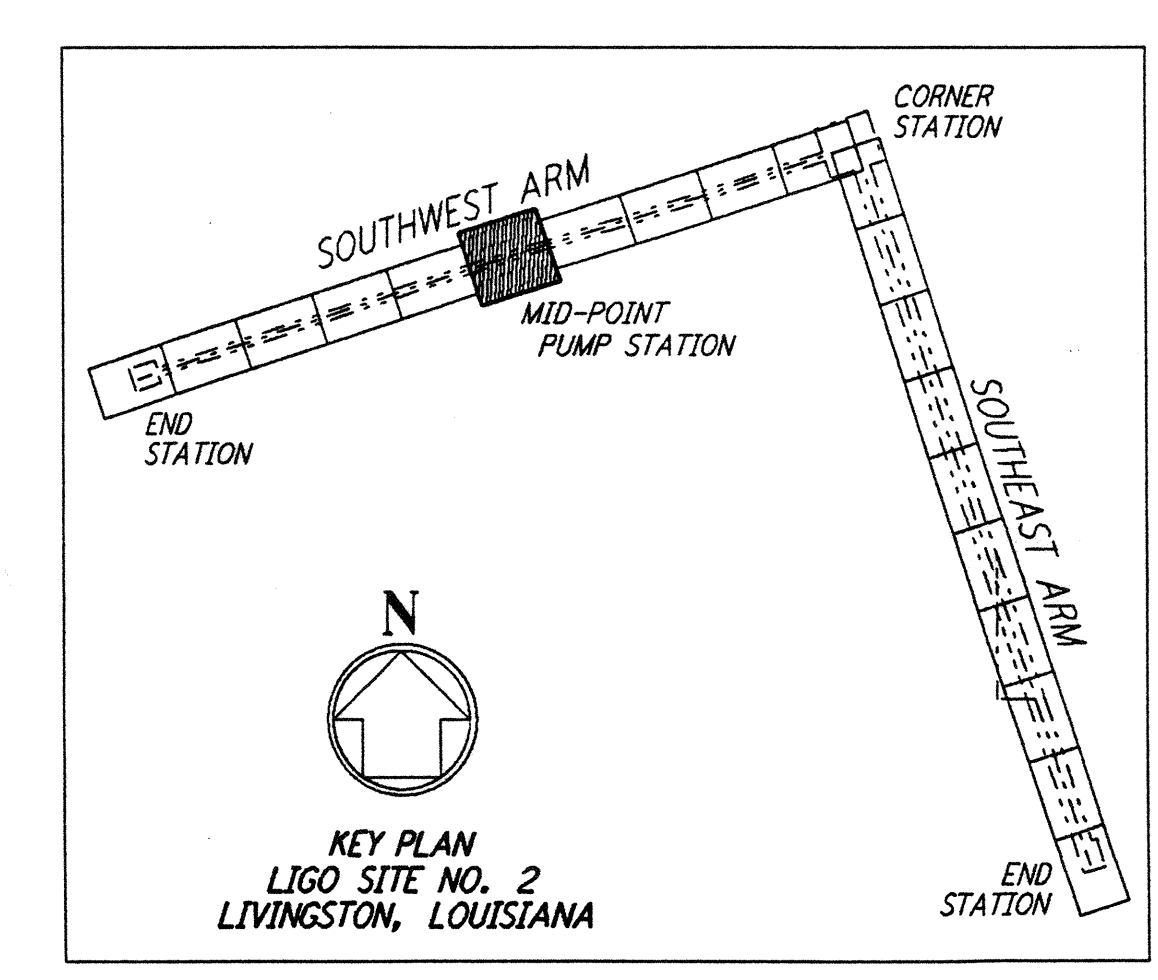 CORNER
STATION
SOUTHWEST ARM
MID-POINT
PUMP STATION
END
STATION
SOUTHEAST ARM
N
KEY PLAN
LIGO SITE NO. 2
LIVINGSTON, LOUISIANA
END
STATION